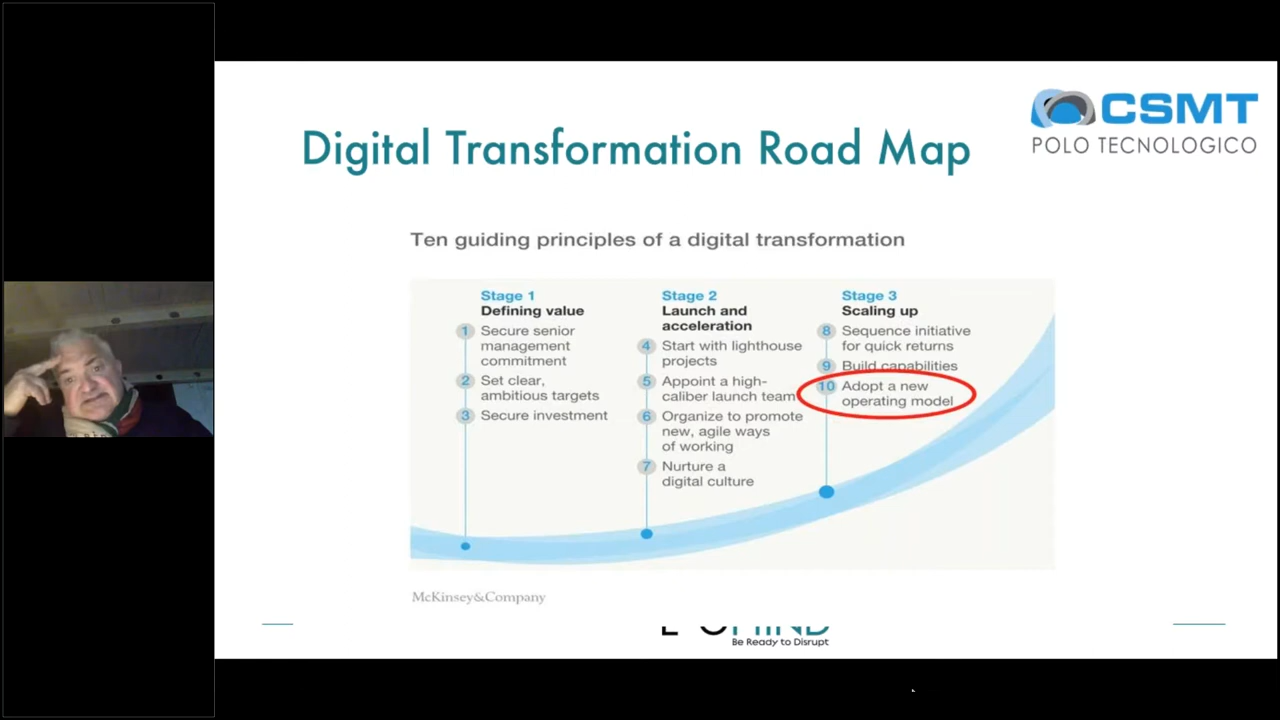 CSMT
POLO TECNOLOGICO
Digital Transformation Road Map
Ten guiding principles of a digital transformation
Stage 1
Defining value
1 Secure senior
management
commitment
2 Set clear,
ambitious targets
3 Secure investment
Stage 2
Launch and
acceleration
4 Start with lighthouse
projects
5 Appoint a high-
caliber launch team
6 Organize to promote
new, agile ways
of working
7 Nurture a
digital culture
Stage 3
Scaling up
8 Sequence initiative
for quick returns
9 Build capabilities
10 Adopt a new
operating model
McKinsey&Company
Be Ready to Disrupt